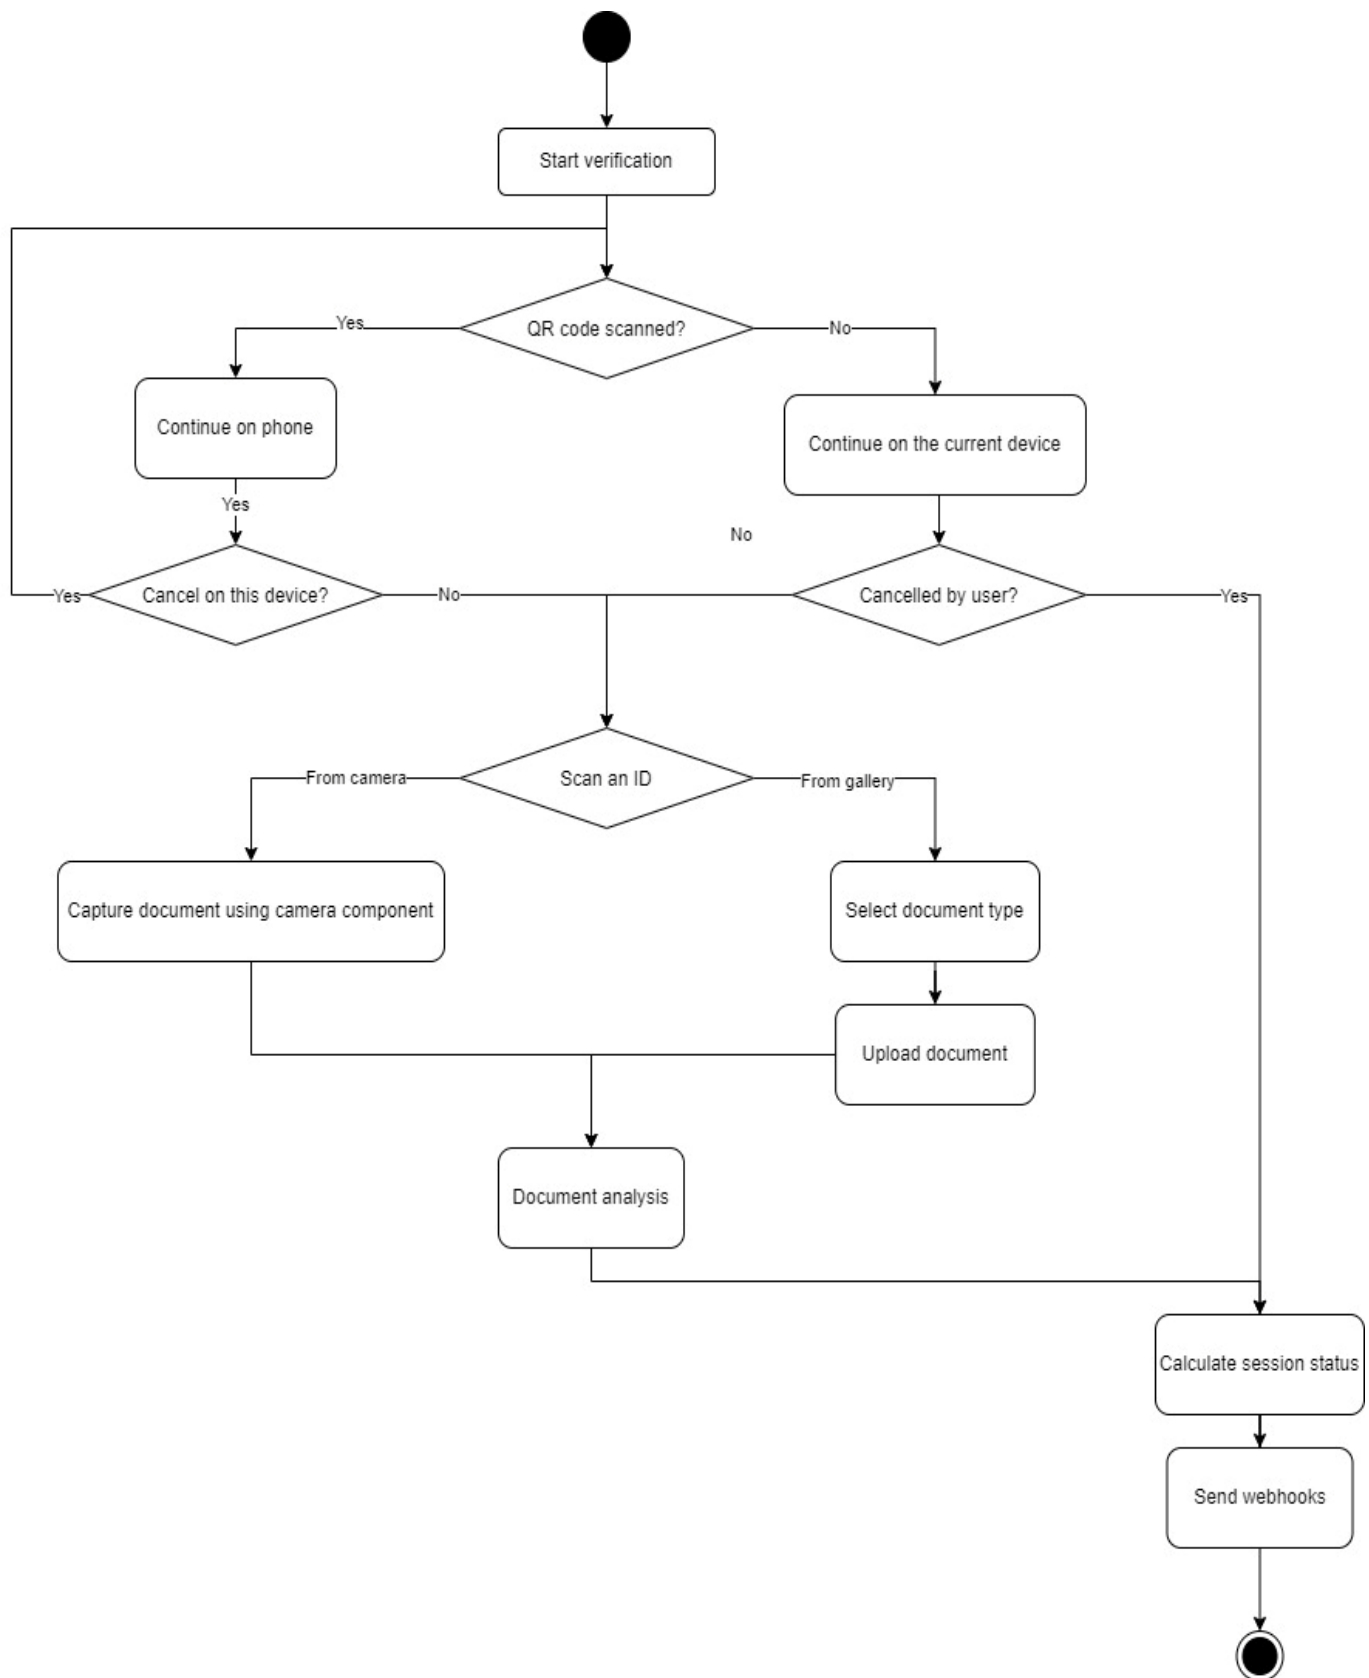 Start verification
QR code scanned?
Yes
No
Continue on phone
Continue on the current device
Yes
No
Cancel on this device?
Yes
No
Cancelled by user?
Yes
Scan an ID
From camera
From gallery
Capture document using camera component
Select document type
Upload document
Document analysis
Calculate session status
Send webhooks